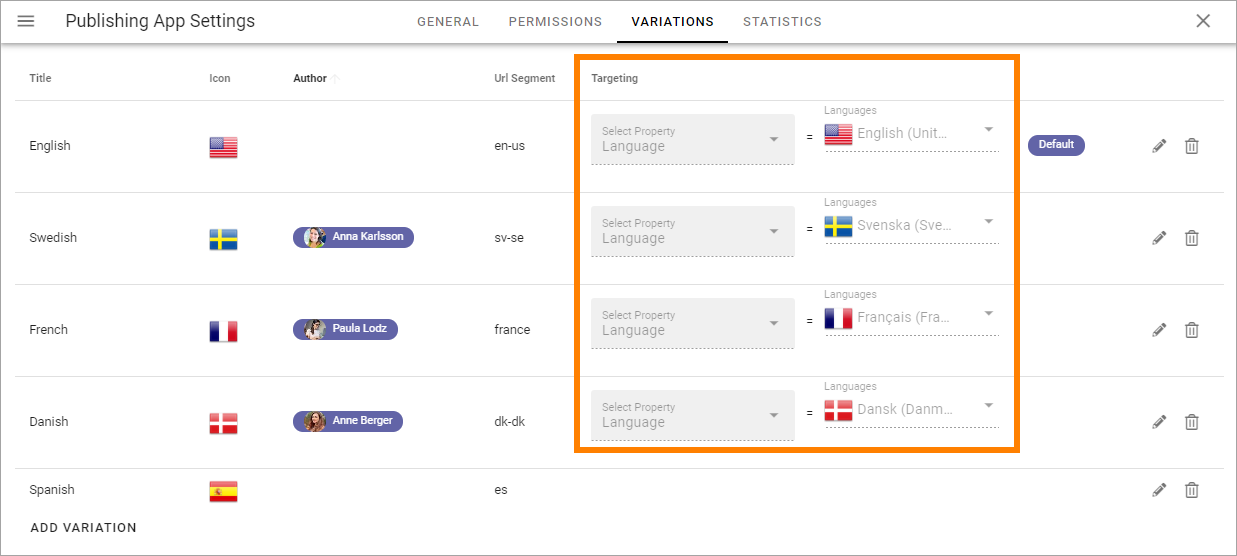 Publishing App Settings GENERAL PERMISSIONS VARIATIONS STATISTICS
Title Icon Author Url Segment Targeting
English en-us Select Property Language = Languages English (Unit... Default
Swedish Anna Karlsson sv-se Select Property Language = Languages Svenska (Sve...
French Paula Lodz france Select Property Language = Languages Français (Fra...
Danish Anne Berger dk-dk Select Property Language = Languages Dansk (Danm...
Spanish es
ADD VARIATION